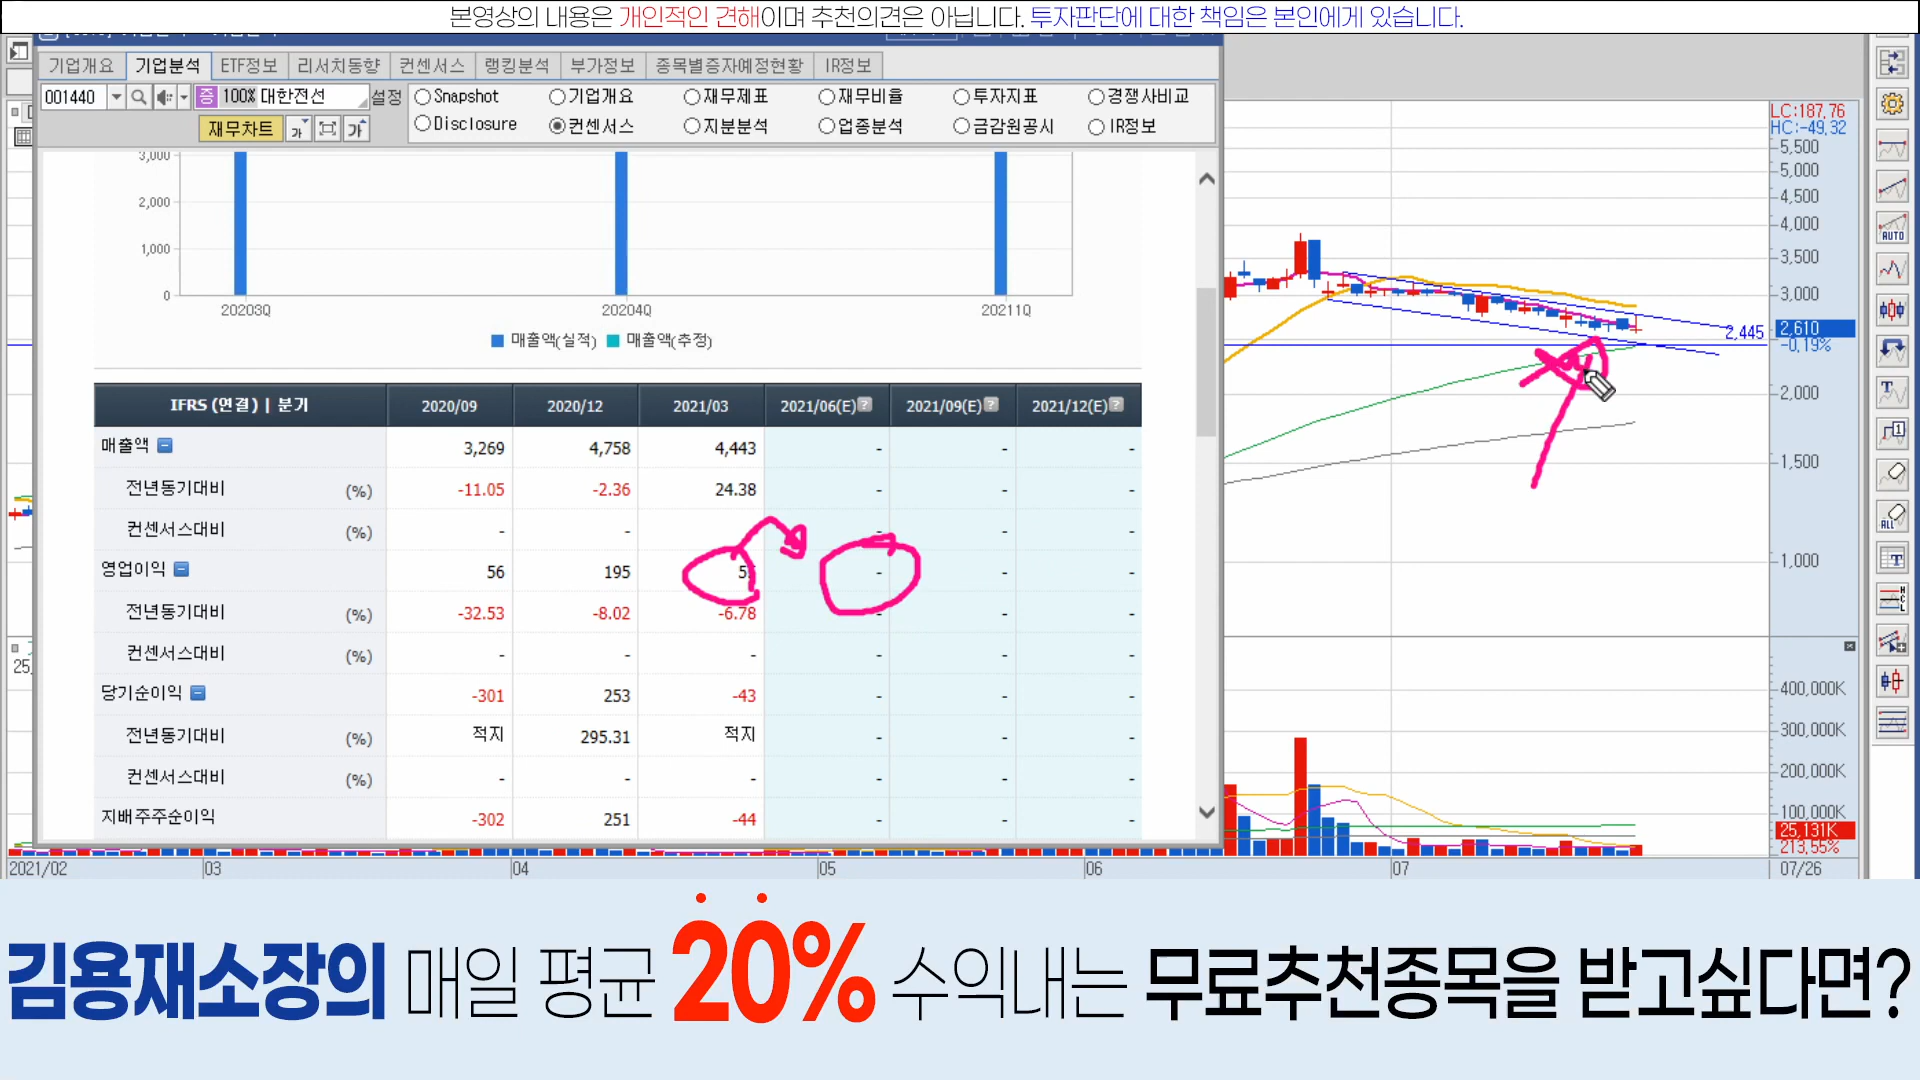 본영상의 내용은 개인적인 견해이며 추천의견은 아닙니다. 투자판단에 대한 책임은 본인에게 있습니다.
기업개요 기업분석 ETF정보 리서치동향 컨센서스 랭킹분석 부가정보 종목별증자예정현황 IR정보
001440 증 100% 대한전선 설정 Snapshot 기업개요 재무제표 재무비율 투자지표 경쟁사비교
재무차트 가 가 Disclosure 컨센서스 지분분석 업종분석 금감원공시 IR정보
3,000
2,000
1,000
0
20203Q 20204Q 20211Q
매출액(실적) 매출액(추정)
IFRS (연결) | 분기 2020/09 2020/12 2021/03 2021/06(E) 2021/09(E) 2021/12(E)
매출액 3,269 4,758 4,443 - - -
전년동기대비 (%) -11.05 -2.36 24.38 - - -
컨센서스대비 (%) - - - - - -
영업이익 56 195 - - -
전년동기대비 (%) -32.53 -8.02 -6.78 - - -
컨센서스대비 (%) - - - - - -
당기순이익 -301 253 -43 - - -
전년동기대비 (%) 적지 295.31 적지 - - -
컨센서스대비 (%) - - - - - -
지배주주순이익 -302 251 -44 - - -
LC:187.76
HC:-49.32
5,500
5,000
4,500
4,000
3,500
3,000
2,445 2,610
-0.19%
2,000
1,500
1,000
400,000K
300,000K
200,000K
100,000K
25,131K
213.55%
2021/02 03 04 05 06 07 07/26
AUTO
ALL
김용재소장의 매일 평균 20% 수익내는 무료추천종목을 받고싶다면?